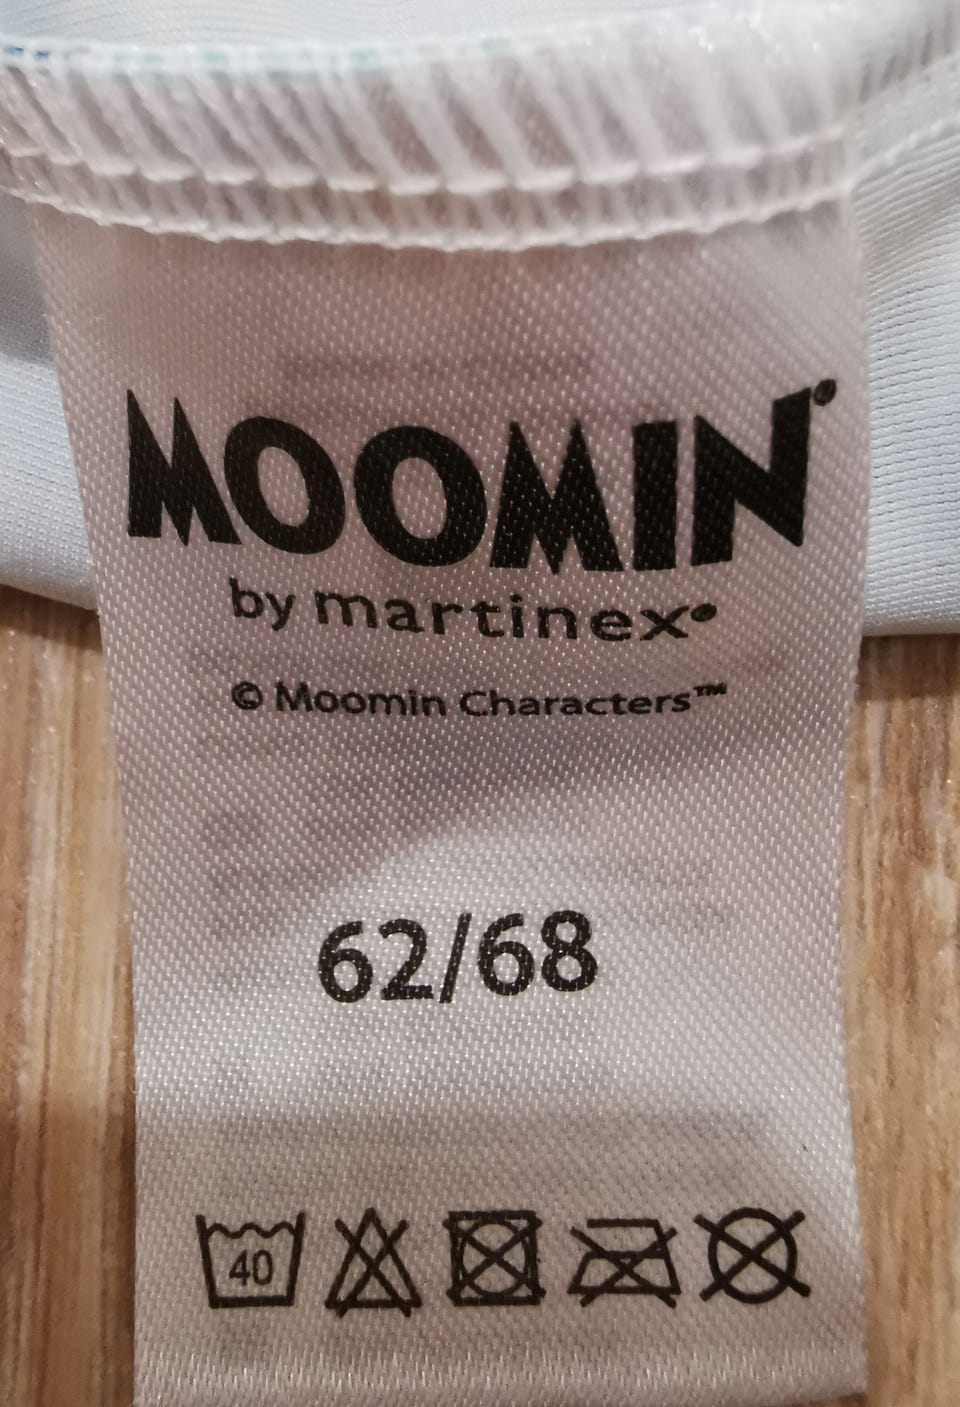 MOOMIN
by martinex
© Moomin Characters™
62/68
40